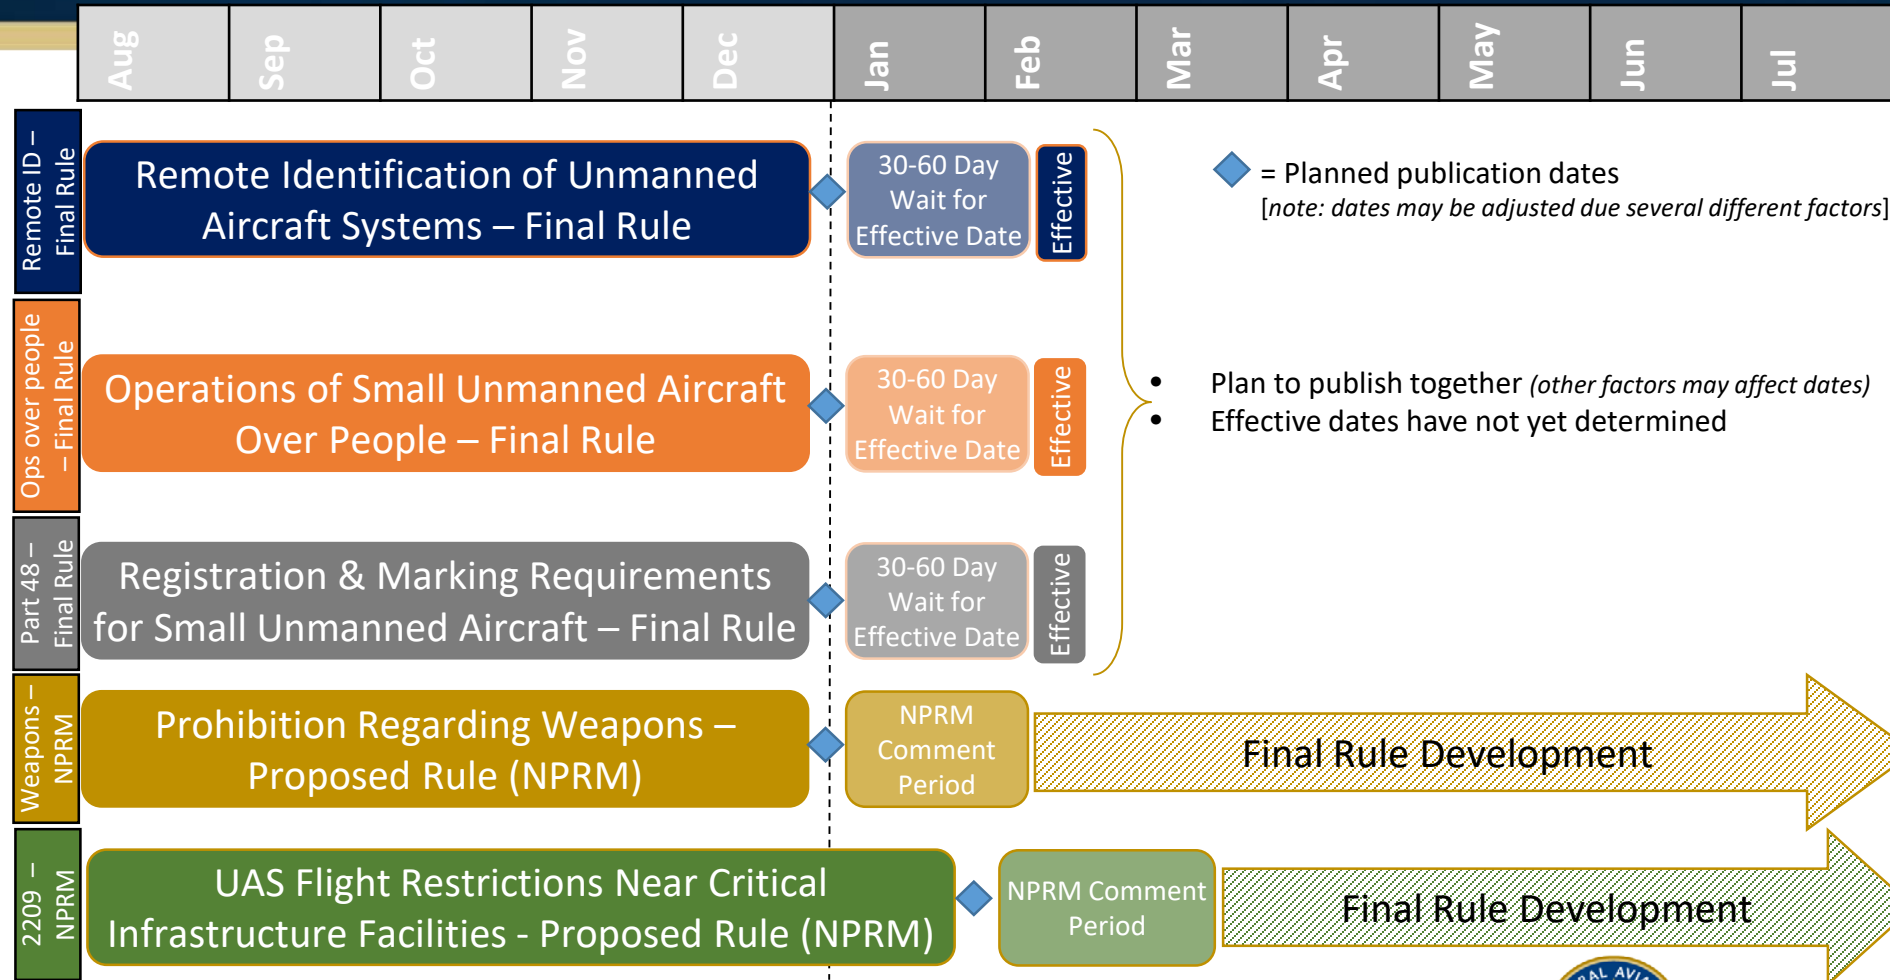 Aug Sep Oct Nov Dec Jan Feb Mar Apr May Jun Jul
Remote ID –
Final Rule
Remote Identification of Unmanned
Aircraft Systems – Final Rule
30-60 Day
Wait for
Effective Date
Effective
= Planned publication dates
[note: dates may be adjusted due several different factors]
Ops over people
– Final Rule
Operations of Small Unmanned Aircraft
Over People – Final Rule
30-60 Day
Wait for
Effective Date
Effective
• Plan to publish together (other factors may affect dates)
• Effective dates have not yet determined
Part 48 –
Final Rule
Registration & Marking Requirements
for Small Unmanned Aircraft – Final Rule
30-60 Day
Wait for
Effective Date
Effective
Weapons –
NPRM
Prohibition Regarding Weapons –
Proposed Rule (NPRM)
NPRM
Comment
Period
Final Rule Development
2209 –
NPRM
UAS Flight Restrictions Near Critical
Infrastructure Facilities - Proposed Rule (NPRM)
NPRM Comment
Period
Final Rule Development